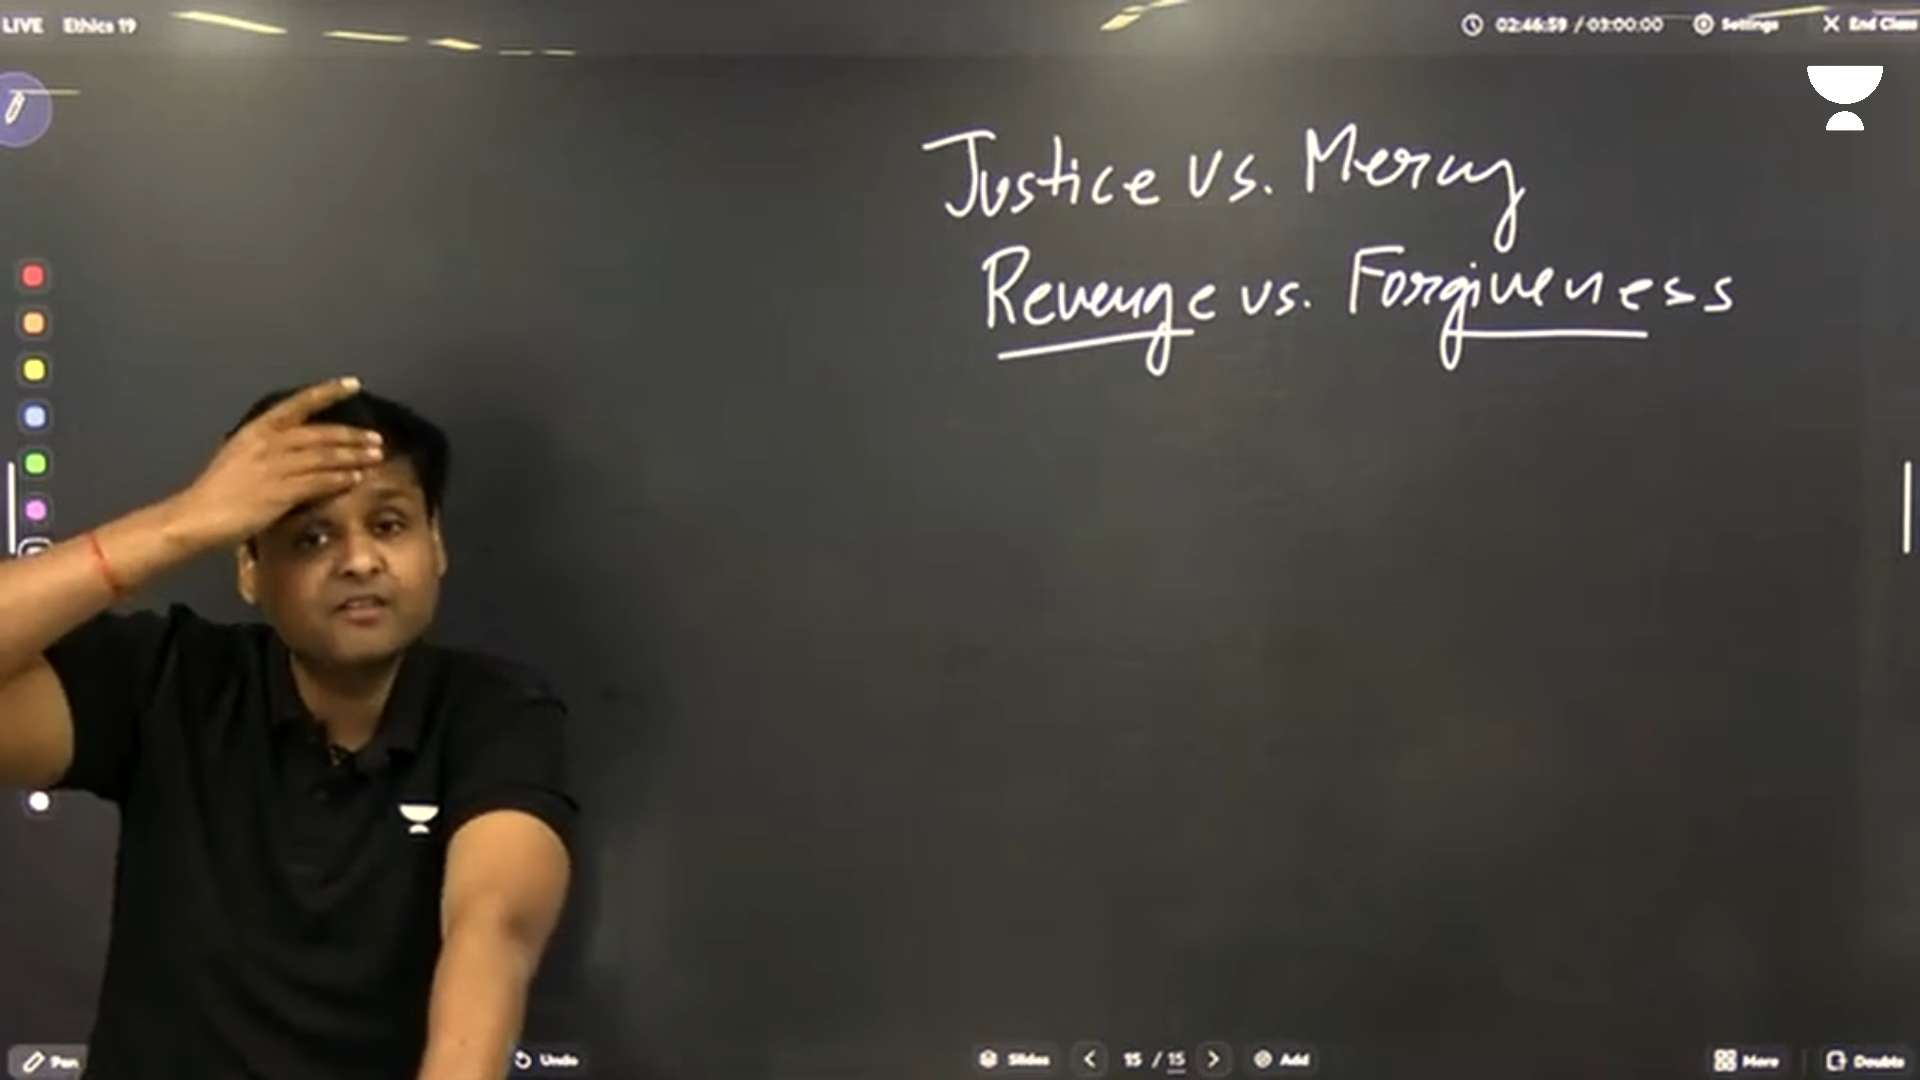 LIVE Ethics 19
02:46:59 / 03:00:00 Settings End Class
Justice vs. Mercy
Revenge vs. Forgiveness
Pen Undo Slides 15 / 15 Add More Doubts